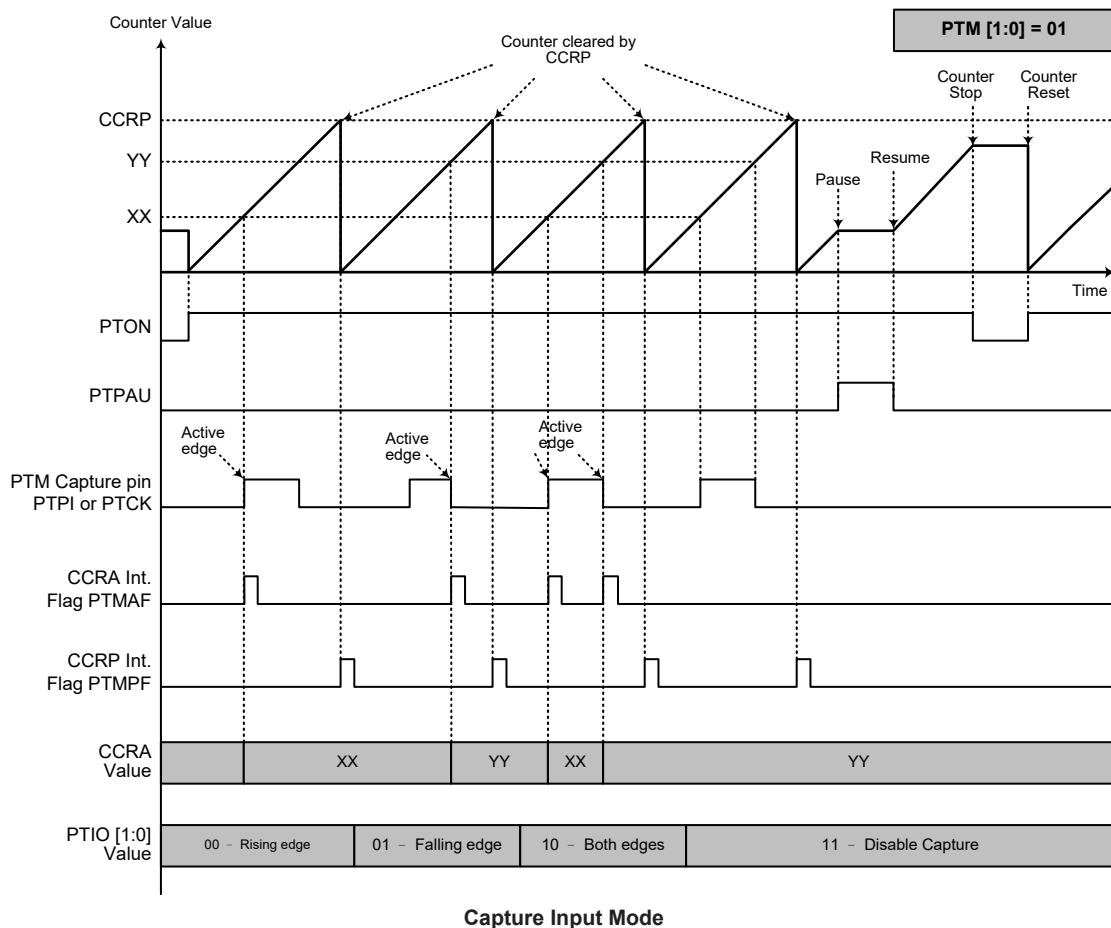 Counter Value
PTM [1:0] = 01
Counter cleared by
CCRP
Counter
Stop
Counter
Reset
CCRP
YY
XX
Pause
Resume
Time
PTON
PTPAU
Active
edge
Active
edge
Active
edge
PTM Capture pin
PTPI or PTCK
CCRA Int.
Flag PTMAF
CCRP Int.
Flag PTMPF
CCRA
Value
XX
YY
XX
YY
PTIO [1:0]
Value
00 – Rising edge
01 – Falling edge
10 – Both edges
11 – Disable Capture
Capture Input Mode